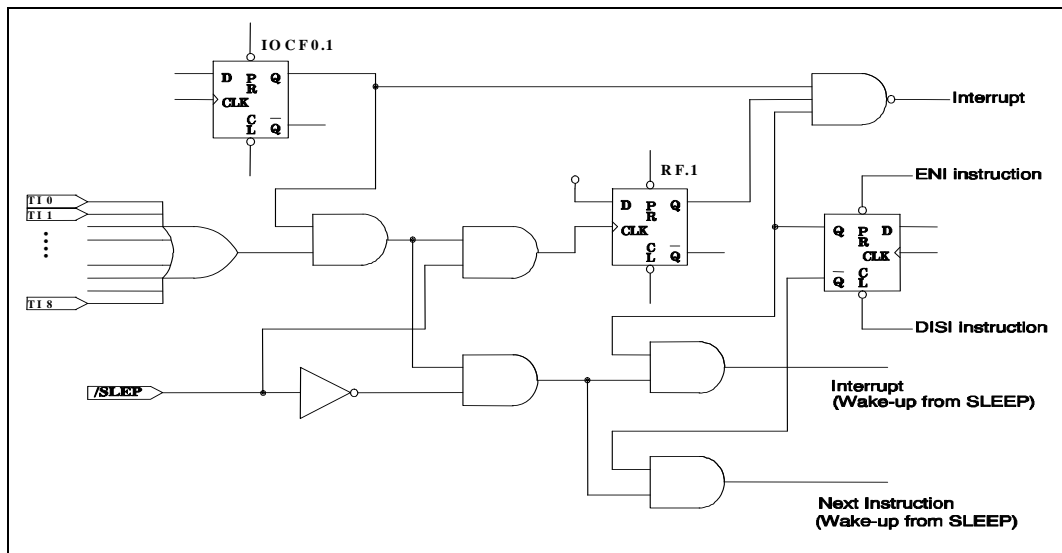 IOCF0.1
D PR Q
CLK
CL Q
Interrupt
RF.1
D PR Q
CLK
CL Q
ENI instruction
Q PR D
CLK
Q CL
DISI instruction
TI0
TI1
TI8
/SLEP
Interrupt
(Wake-up from SLEEP)
Next Instruction
(Wake-up from SLEEP)